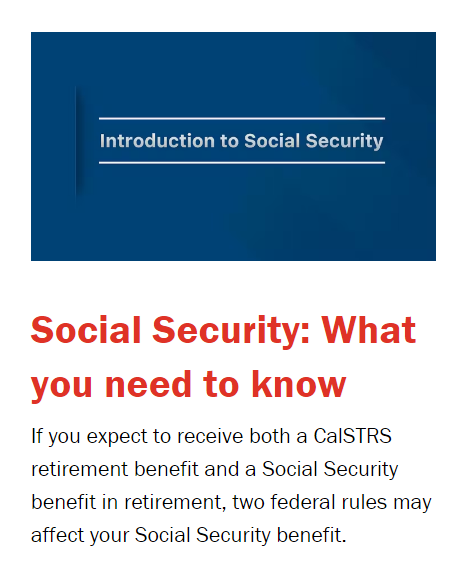 Introduction to Social Security
Social Security: What
you need to know
If you expect to receive both a CalSTRS
retirement benefit and a Social Security
benefit in retirement, two federal rules may
affect your Social Security benefit.